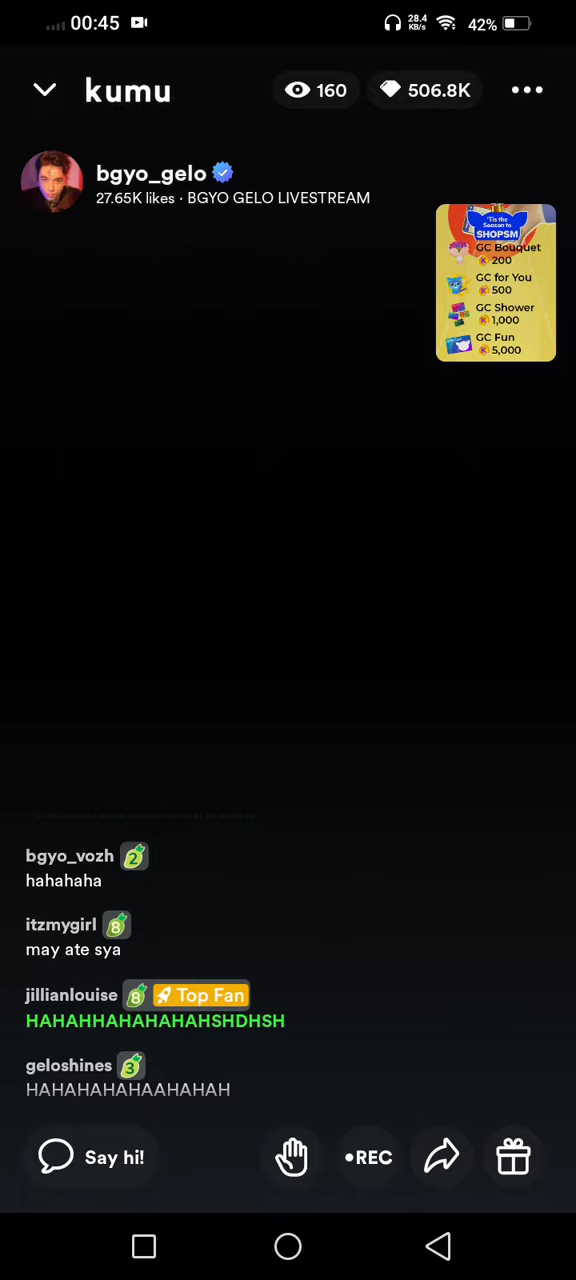 00:45
28.4
KB/s
42%
kumu
160
506.8K
bgyo_gelo
27.65K likes · BGYO GELO LIVESTREAM
'Tis the
Season to
SHOPSM
GC Bouquet
K 200
GC for You
K 500
GC Shower
K 1,000
GC Fun
K 5,000
bgyo_vozh 2
hahahaha
itzmygirl 8
may ate sya
jillianlouise 8 Top Fan
HAHAHHAHAHAHAHSHDHSH
geloshines 3
HAHAHAHAHAAHAHAH
Say hi!
•REC